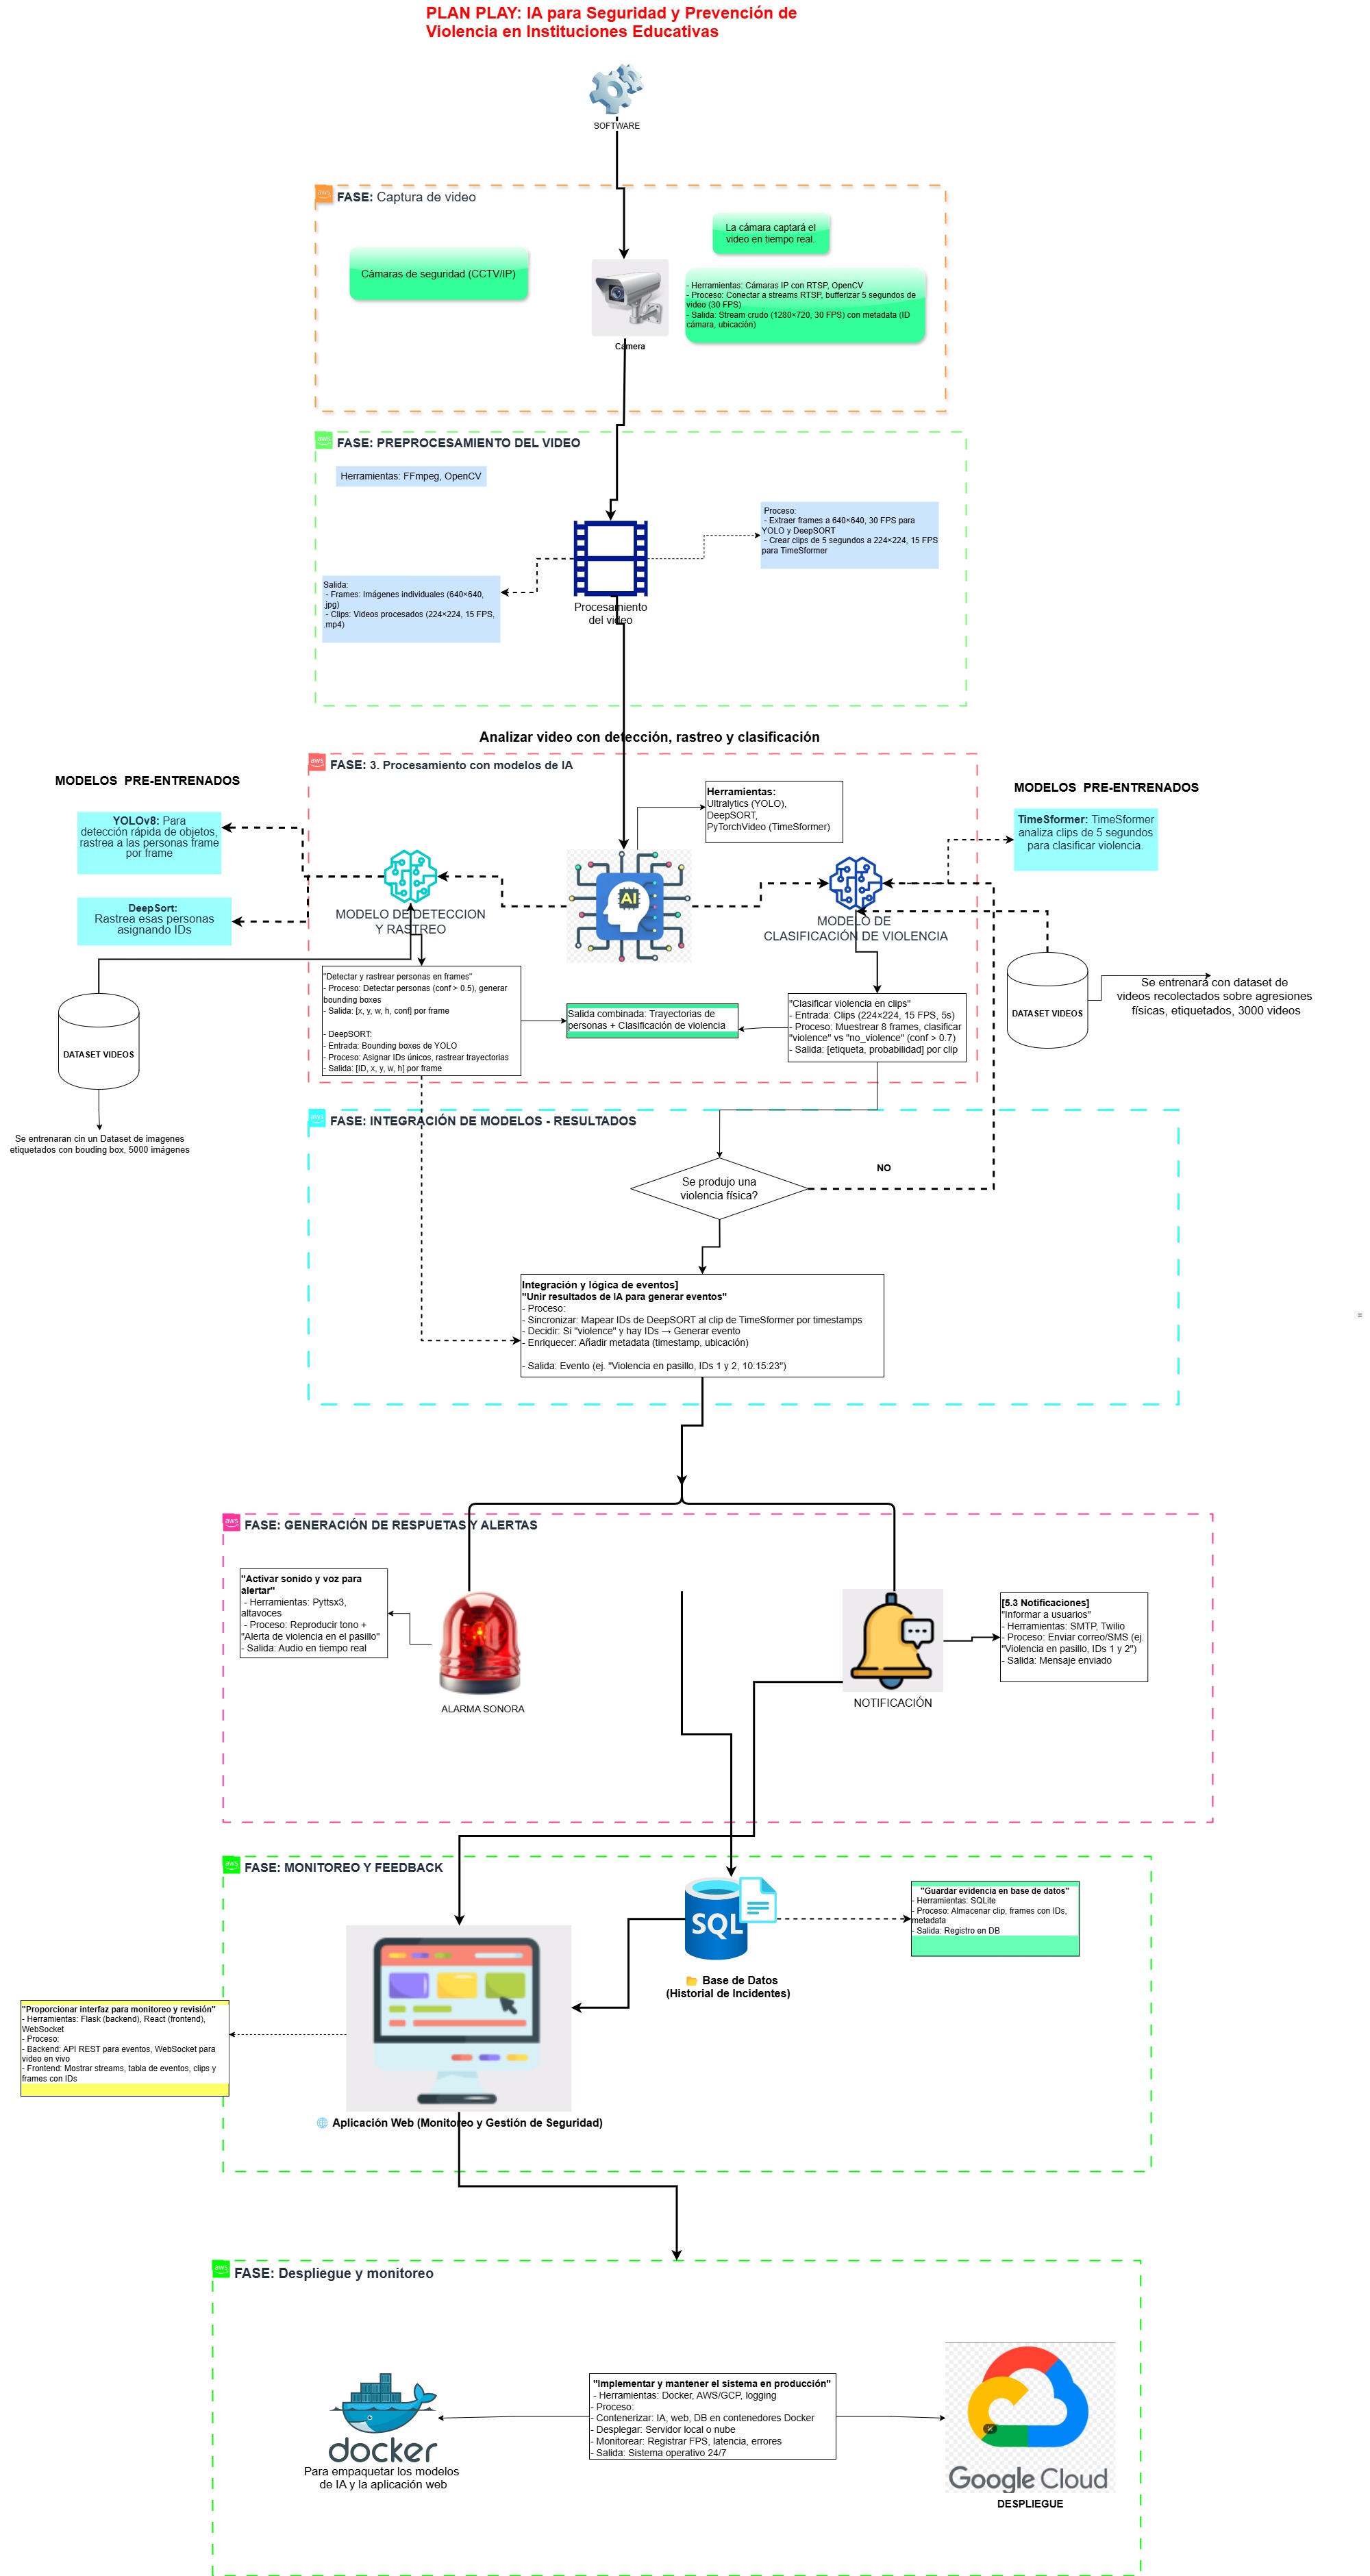 PLAN PLAY: IA para Seguridad y Prevención de
Violencia en Instituciones Educativas
SOFTWARE
aws
FASE: Captura de video
La cámara captará el
video en tiempo real.
Cámaras de seguridad (CCTV/IP)
- Herramientas: Cámaras IP con RTSP, OpenCV
- Proceso: Conectar a streams RTSP, bufferizar 5 segundos de
video (30 FPS)
- Salida: Stream crudo (1280×720, 30 FPS) con metadata (ID
cámara, ubicación)
Camera
aws
FASE: PREPROCESAMIENTO DEL VIDEO
Herramientas: FFmpeg, OpenCV
Proceso:
- Extraer frames a 640×640, 30 FPS para
YOLO y DeepSORT
- Crear clips de 5 segundos a 224×224, 15 FPS
para TimeSformer
Salida:
- Frames: Imágenes individuales (640×640,
.jpg)
- Clips: Videos procesados (224×224, 15 FPS,
.mp4)
Procesamiento
del video
Analizar video con detección, rastreo y clasificación
aws
FASE: 3. Procesamiento con modelos de IA
MODELOS PRE-ENTRENADOS
MODELOS PRE-ENTRENADOS
Herramientas:
Ultralytics (YOLO),
DeepSORT,
PyTorchVideo (TimeSformer)
YOLOv8: Para
detección rápida de objetos,
rastrea a las personas frame
por frame
TimeSformer: TimeSformer
analiza clips de 5 segundos
para clasificar violencia.
AI
DeepSort:
Rastrea esas personas
asignando IDs
MODELO DE DETECCION
Y RASTREO
MODELO DE
CLASIFICACIÓN DE VIOLENCIA
"Detectar y rastrear personas en frames"
- Proceso: Detectar personas (conf > 0.5), generar
bounding boxes
- Salida: [x, y, w, h, conf] por frame
- DeepSORT:
- Entrada: Bounding boxes de YOLO
- Proceso: Asignar IDs únicos, rastrear trayectorias
- Salida: [ID, x, y, w, h] por frame
Salida combinada: Trayectorias de
personas + Clasificación de violencia
"Clasificar violencia en clips"
- Entrada: Clips (224×224, 15 FPS, 5s)
- Proceso: Muestrear 8 frames, clasificar
"violence" vs "no_violence" (conf > 0.7)
- Salida: [etiqueta, probabilidad] por clip
DATASET VIDEOS
Se entrenará con dataset de
videos recolectados sobre agresiones
físicas, etiquetados, 3000 videos
DATASET VIDEOS
Se entrenaran cin un Dataset de imagenes
etiquetados con bouding box, 5000 imágenes
aws
FASE: INTEGRACIÓN DE MODELOS - RESULTADOS
Se produjo una
violencia física?
NO
Integración y lógica de eventos]
"Unir resultados de IA para generar eventos"
- Proceso:
- Sincronizar: Mapear IDs de DeepSORT al clip de TimeSformer por timestamps
- Decidir: Si "violence" y hay IDs → Generar evento
- Enriquecer: Añadir metadata (timestamp, ubicación)
- Salida: Evento (ej. "Violencia en pasillo, IDs 1 y 2, 10:15:23")
=
aws
FASE: GENERACIÓN DE RESPUETAS Y ALERTAS
"Activar sonido y voz para
alertar"
- Herramientas: Pyttsx3,
altavoces
- Proceso: Reproducir tono +
"Alerta de violencia en el pasillo"
- Salida: Audio en tiempo real
ALARMA SONORA
NOTIFICACIÓN
[5.3 Notificaciones]
"Informar a usuarios"
- Herramientas: SMTP, Twilio
- Proceso: Enviar correo/SMS (ej.
"Violencia en pasillo, IDs 1 y 2")
- Salida: Mensaje enviado
aws
FASE: MONITOREO Y FEEDBACK
SQL
Base de Datos
(Historial de Incidentes)
"Guardar evidencia en base de datos"
- Herramientas: SQLite
- Proceso: Almacenar clip, frames con IDs,
metadata
- Salida: Registro en DB
"Proporcionar interfaz para monitoreo y revisión"
- Herramientas: Flask (backend), React (frontend),
WebSocket
- Proceso:
- Backend: API REST para eventos, WebSocket para
video en vivo
- Frontend: Mostrar streams, tabla de eventos, clips y
frames con IDs
Aplicación Web (Monitoreo y Gestión de Seguridad)
aws
FASE: Despliegue y monitoreo
"Implementar y mantener el sistema en producción"
- Herramientas: Docker, AWS/GCP, logging
- Proceso:
- Contenerizar: IA, web, DB en contenedores Docker
- Desplegar: Servidor local o nube
- Monitorear: Registrar FPS, latencia, errores
- Salida: Sistema operativo 24/7
docker
Para empaquetar los modelos
de IA y la aplicación web
Google Cloud
DESPLIEGUE